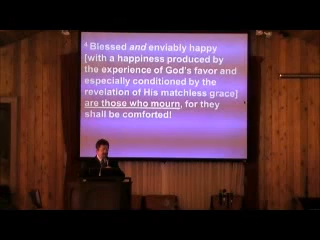 4 Blessed and enviably happy
[with a happiness produced by
the experience of God's favor and
especially conditioned by the
revelation of His matchless grace]
are those who mourn, for they
shall be comforted!